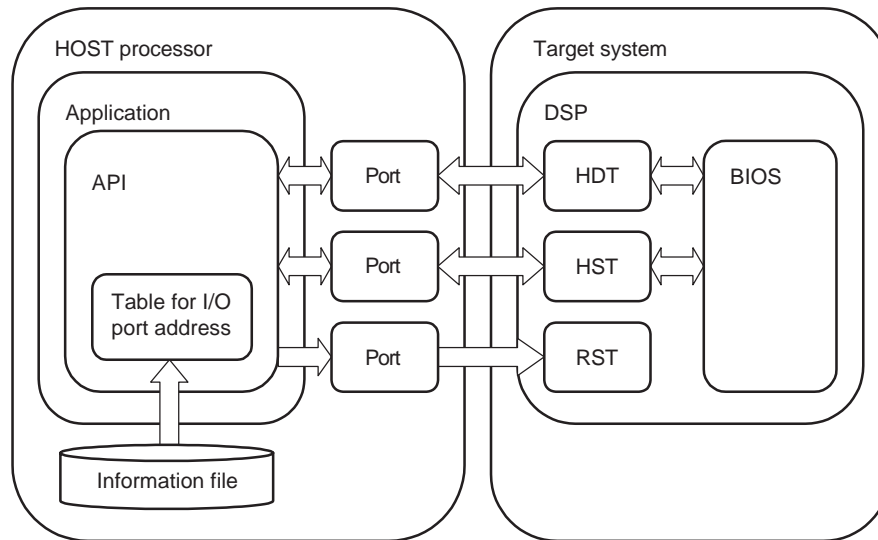 HOST processor
Target system
Application
DSP
API
Port
HDT
BIOS
Port
HST
Table for I/O
port address
Port
RST
Information file